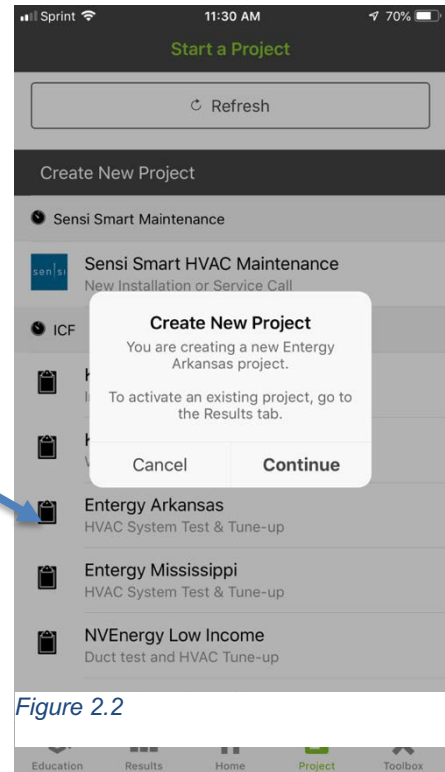 Sprint 11:30 AM 70%
Start a Project
Refresh
Create New Project
Sensi Smart Maintenance
sensi
Sensi Smart HVAC Maintenance
New Installation or Service Call
ICF
Create New Project
You are creating a new Entergy
Arkansas project.
To activate an existing project, go to
the Results tab.
Cancel Continue
Entergy Arkansas
HVAC System Test & Tune-up
Entergy Mississippi
HVAC System Test & Tune-up
NVEnergy Low Income
Duct test and HVAC Tune-up
Figure 2.2
Education Results Home Project Toolbox